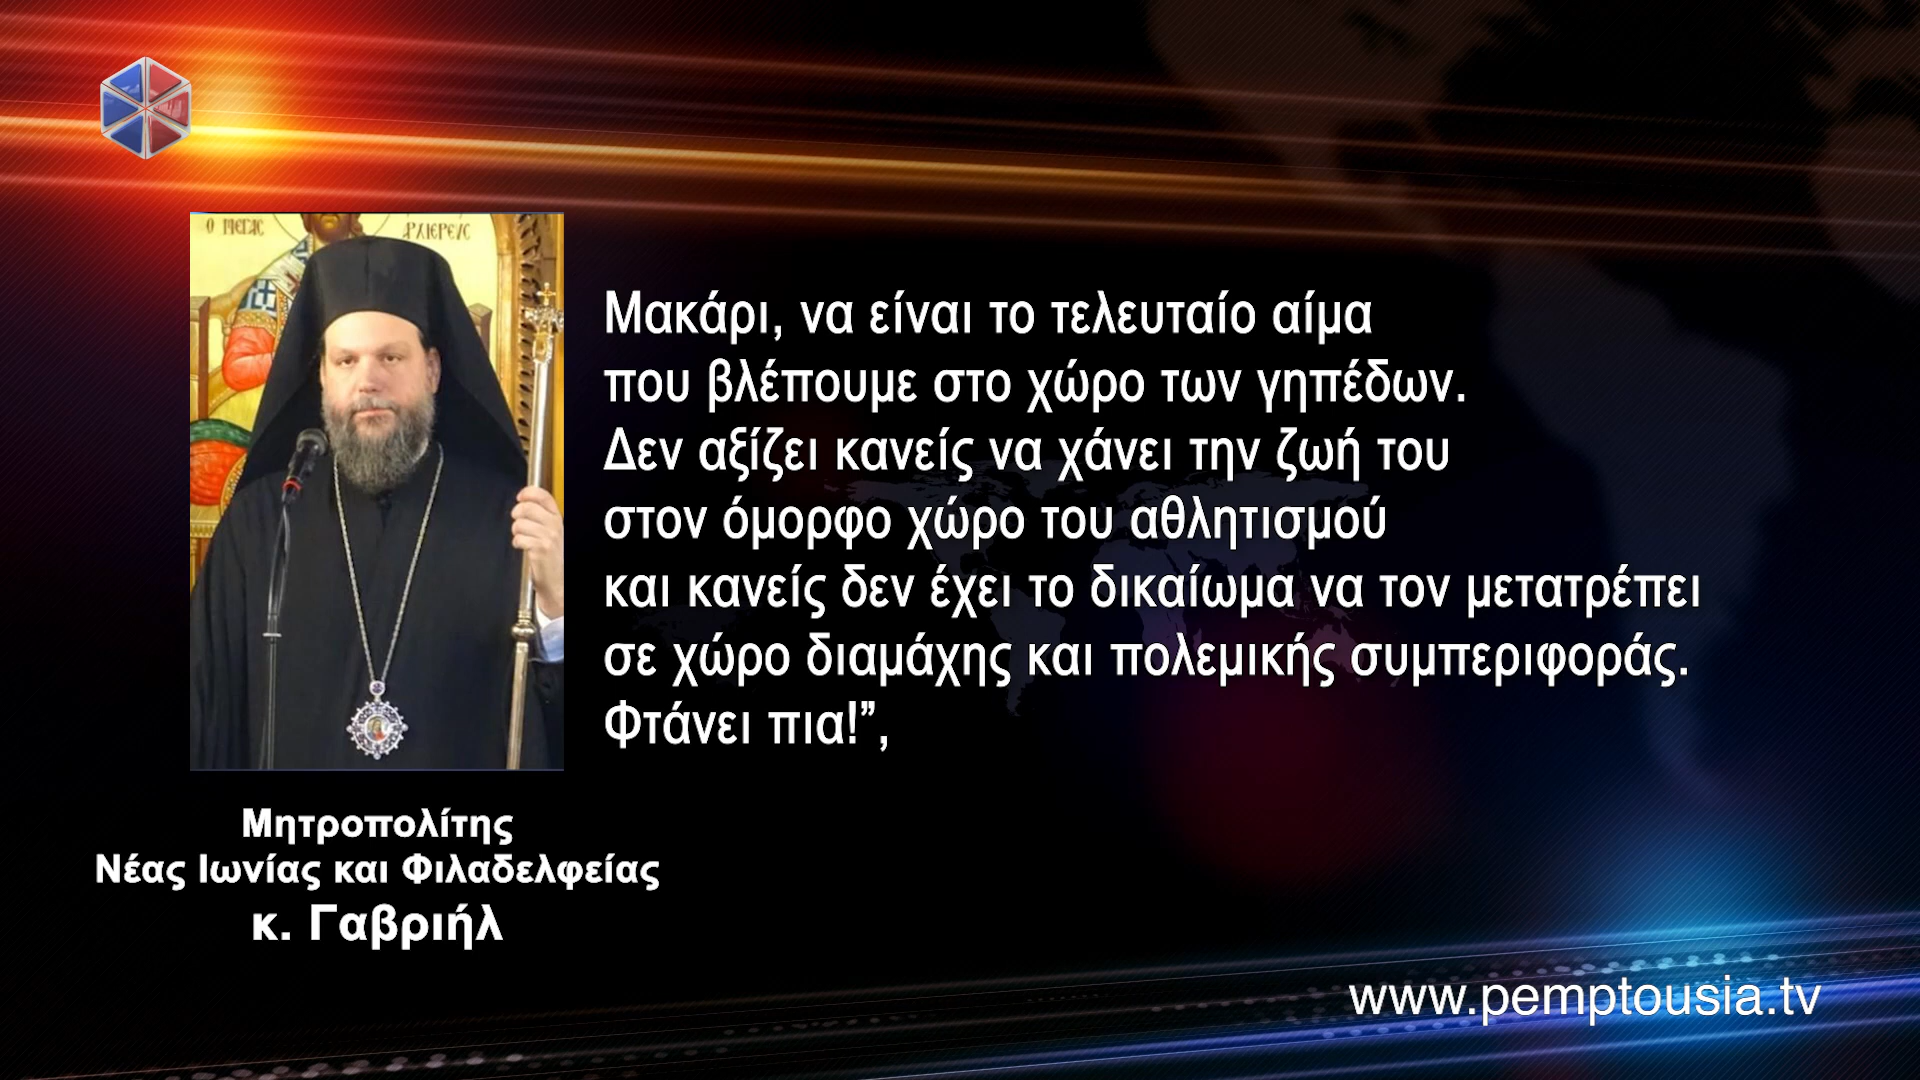 Ο ΜΕΓΑΣ ΑΡΧΙΕΡΕΥΣ
Μακάρι, να είναι το τελευταίο αίμα
που βλέπουμε στο χώρο των γηπέδων.
Δεν αξίζει κανείς να χάνει την ζωή του
στον όμορφο χώρο του αθλητισμού
και κανείς δεν έχει το δικαίωμα να τον μετατρέπει
σε χώρο διαμάχης και πολεμικής συμπεριφοράς.
Φτάνει πια!”,
Μητροπολίτης
Νέας Ιωνίας και Φιλαδελφείας
κ. Γαβριήλ
www.pemptousia.tv